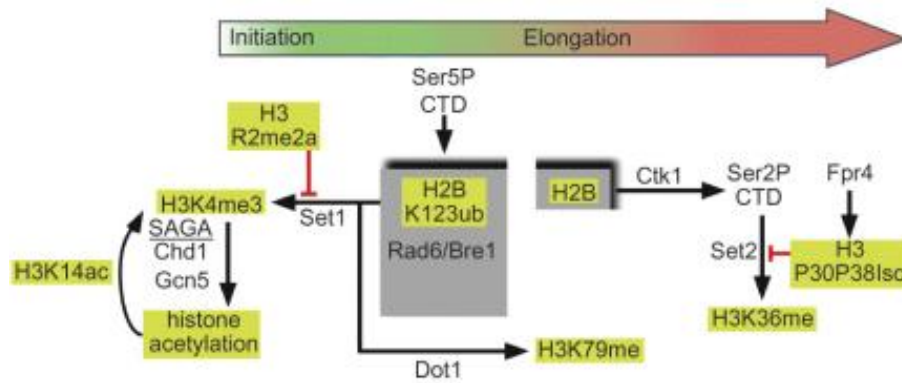 Initiation
Elongation
Ser5P
CTD
H3
R2me2a
H3K4me3
SAGA
Chd1
Gcn5
Set1
H2B
K123ub
Rad6/Bre1
H2B
Ctk1
Ser2P
CTD
Fpr4
Set2
H3
P30P38Iso
H3K14ac
histone
acetylation
H3K36me
Dot1
H3K79me